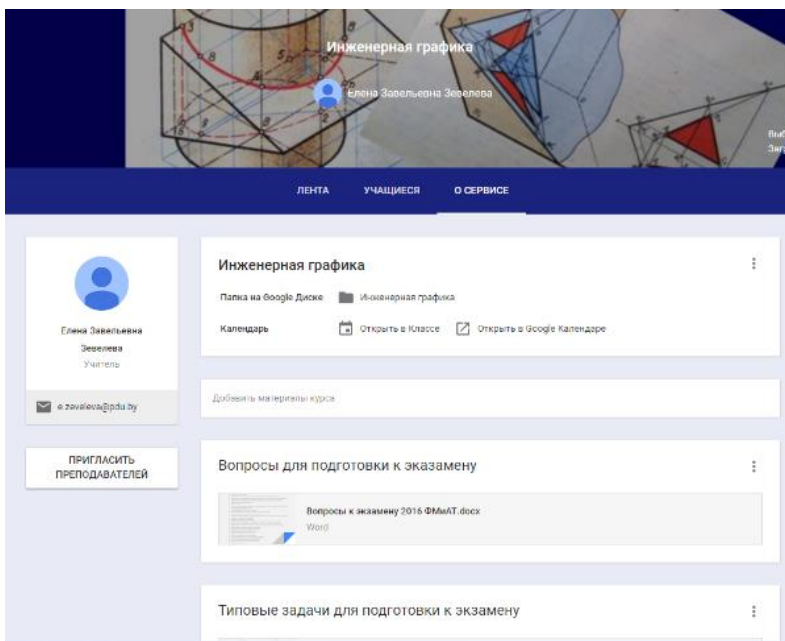 Инженерная графика
Елена Завельевна Зевелева
ЛЕНТА УЧАЩИЕСЯ О СЕРВИСЕ
Елена Завельевна
Зевелева
Учитель
e.zeveleva@pdu.by
ПРИГЛАСИТЬ
ПРЕПОДАВАТЕЛЕЙ
Инженерная графика
Папка на Google Диске Инженерная графика
Календарь Открыть в Классе Открыть в Google Календаре
Добавить материалы курса
Вопросы для подготовки к эказамену
Вопросы к экзамену 2016 ФМиАТ.docx
Word
Типовые задачи для подготовки к экзамену